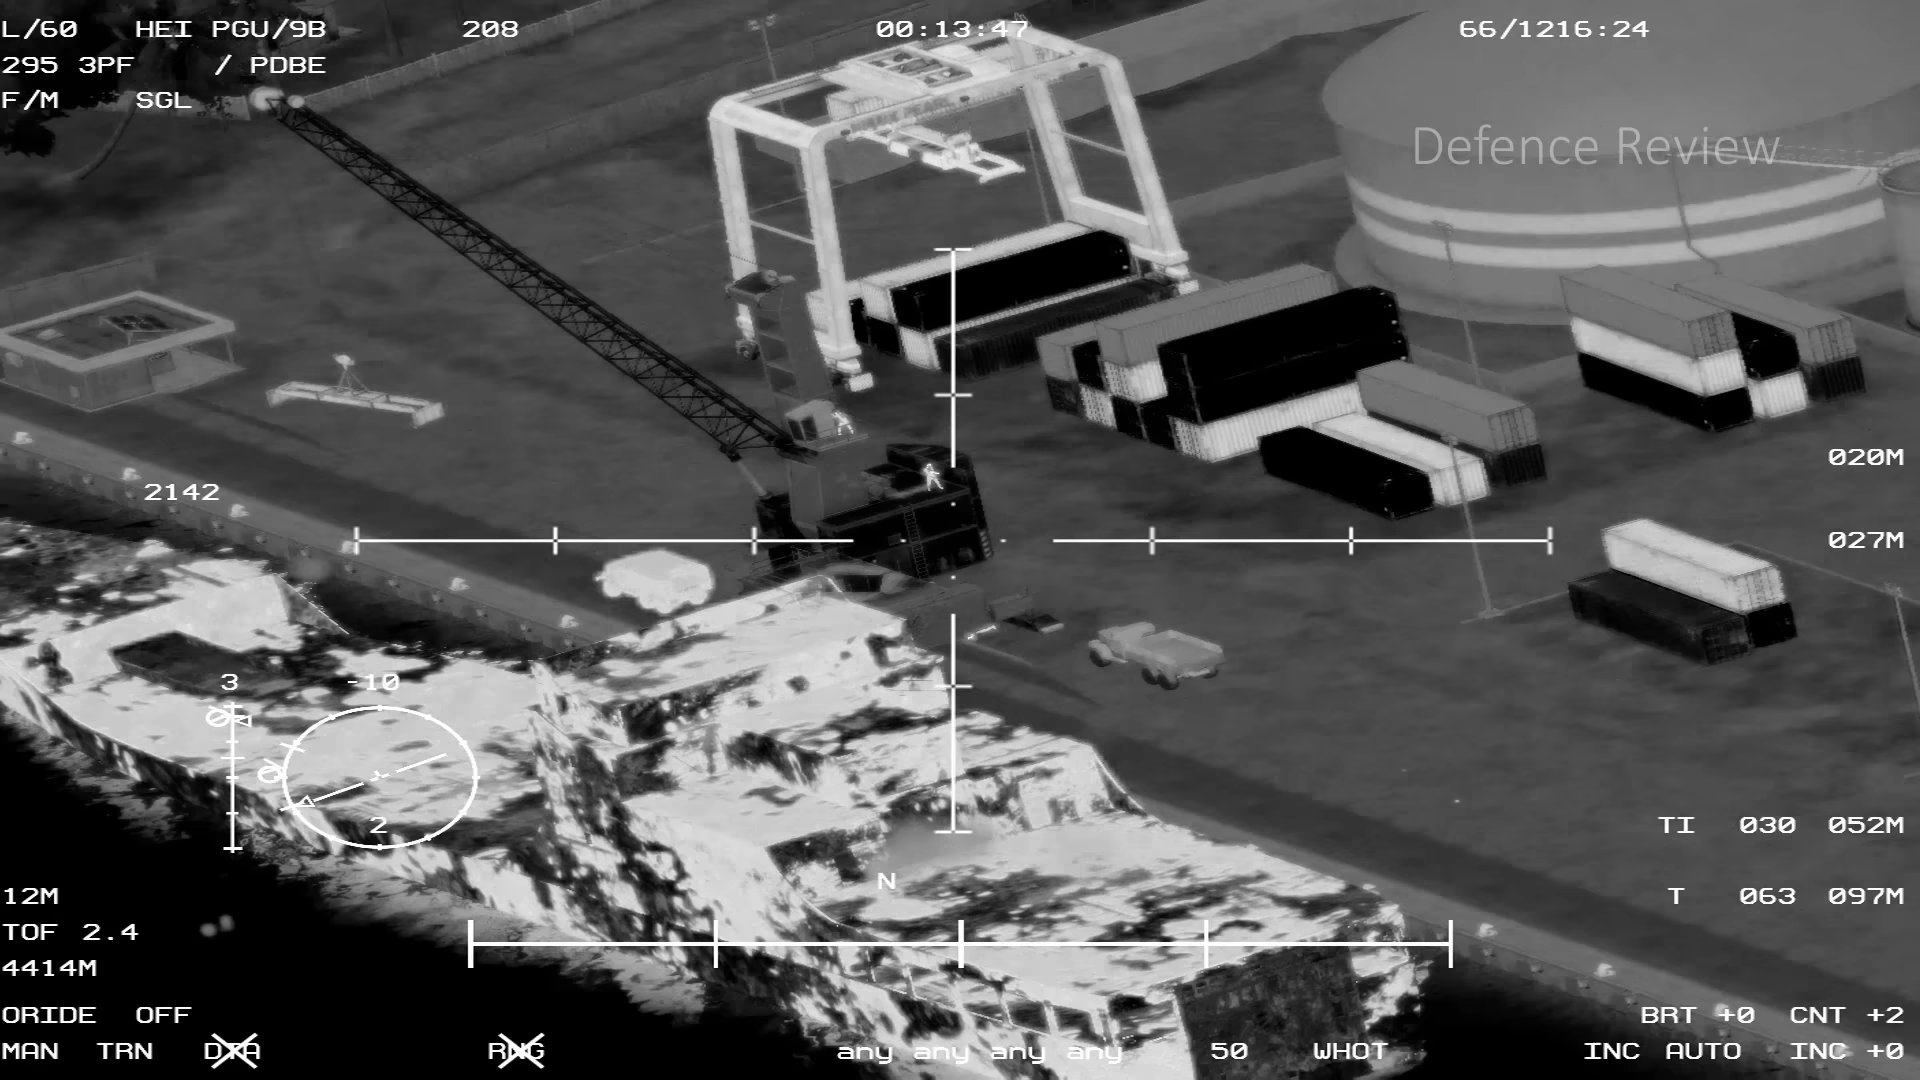 L/60 HEI PGU/9B 208 00:13:47 66/1216:24
295 3PF / PDBE
F/M SGL
Defence Review
020M
2142
027M
3 -10
2
TI 030 052M
N
12M T 063 097M
TOF 2.4
4414M
ORIDE OFF BRT +0 CNT +2
MAN TRN DTA RNG any any any any 50 WHOT INC AUTO INC +0